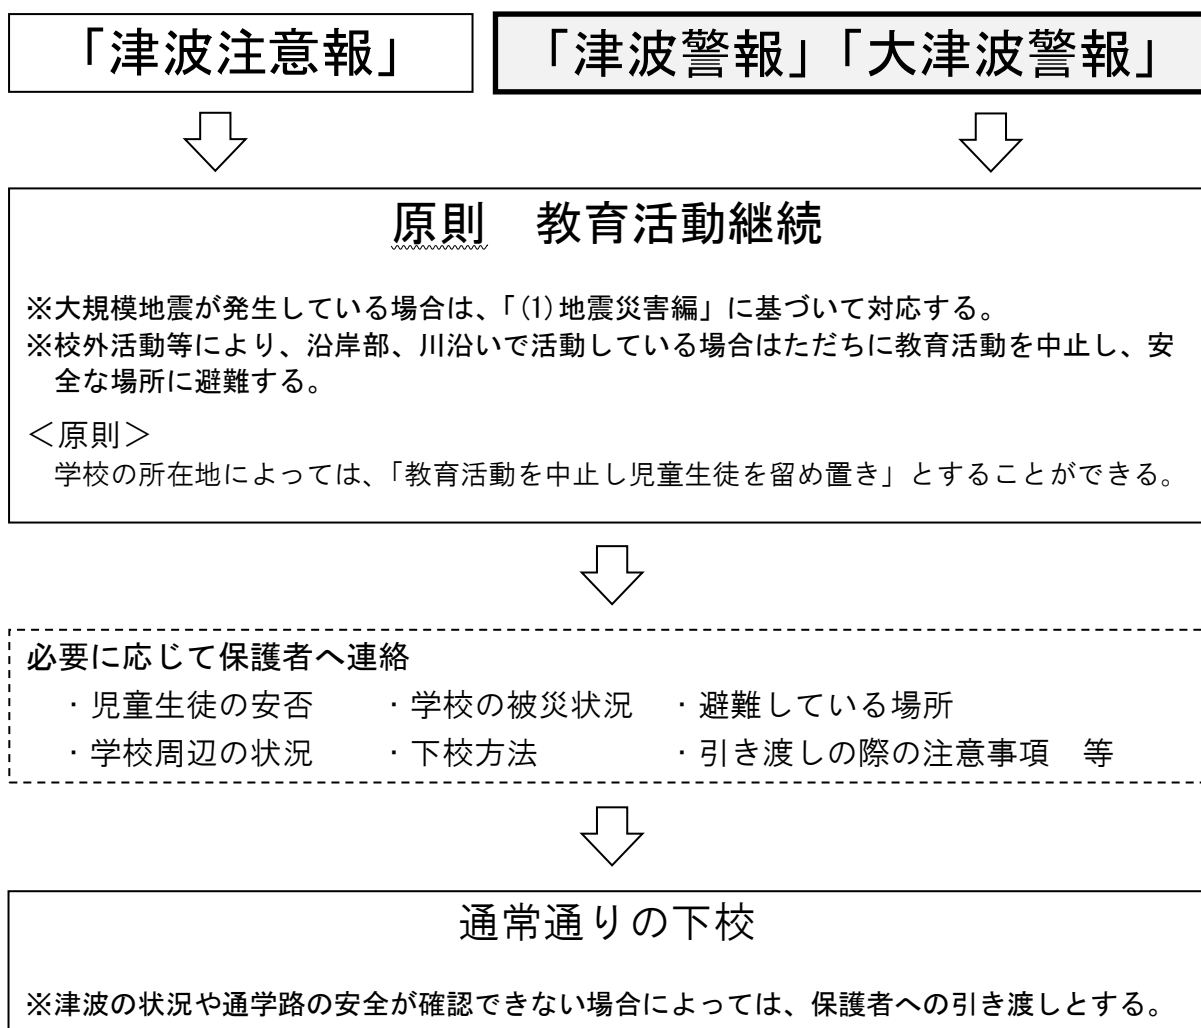 「津波注意報」
「津波警報」「大津波警報」
原則　教育活動継続
※大規模地震が発生している場合は、「(1)地震災害編」に基づいて対応する。
※校外活動等により、沿岸部、川沿いで活動している場合はただちに教育活動を中止し、安
全な場所に避難する。
＜原則＞
学校の所在地によっては、「教育活動を中止し児童生徒を留め置き」とすることができる。
必要に応じて保護者へ連絡
・児童生徒の安否　・学校の被災状況　・避難している場所
・学校周辺の状況　・下校方法　・引き渡しの際の注意事項　等
通常通りの下校
※津波の状況や通学路の安全が確認できない場合によっては、保護者への引き渡しとする。